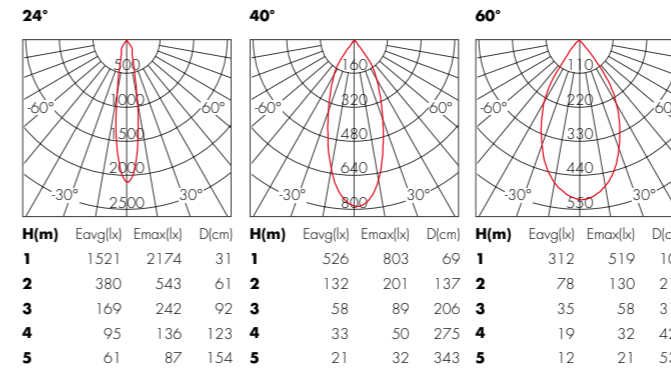 24° 40° 60°
500 160 110
1000 320 220
-60° 60° -60° 60° -60° 60°
1500 480 330
2000 640 440
-30° 30° -30° 30° -30° 30°
2500 800 550
H(m) Eavg(lx) Emax(lx) D(cm) H(m) Eavg(lx) Emax(lx) D(cm) H(m) Eavg(lx) Emax(lx)
1 1521 2174 31 1 526 803 69 1 312 519
2 380 543 61 2 132 201 137 2 78 130
3 169 242 92 3 58 89 206 3 35 58
4 95 136 123 4 33 50 275 4 19 32
5 61 87 154 5 21 32 343 5 12 21